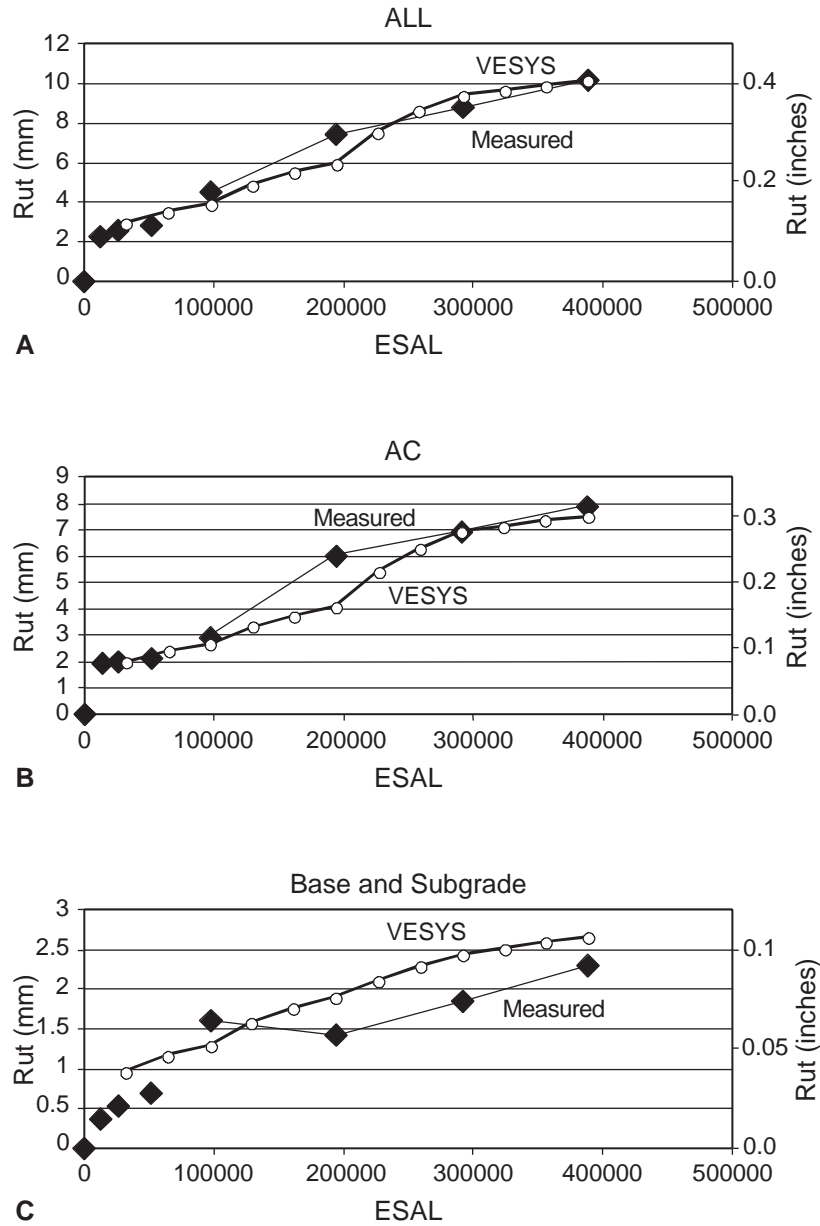 ALL
12
10
8
6
4
2
0
Rut (mm)
VESYS
Measured
0.4
0.2
0.0
Rut (inches)
0 100000 200000 300000 400000 500000
A
ESAL
AC
9
8
7
6
5
4
3
2
1
0
Rut (mm)
Measured
VESYS
0.3
0.2
0.1
0.0
Rut (inches)
0 100000 200000 300000 400000 500000
B
ESAL
Base and Subgrade
3
2.5
2
1.5
1
0.5
0
Rut (mm)
VESYS
Measured
0.1
0.05
0.0
Rut (inches)
0 100000 200000 300000 400000 500000
C
ESAL